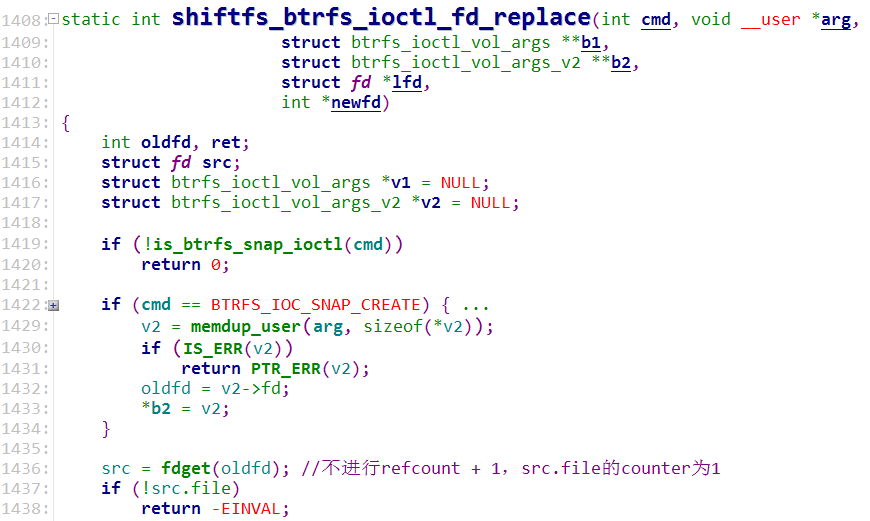 1408: static int shiftfs_btrfs_ioctl_fd_replace(int cmd, void __user *arg,
1409:                       struct btrfs_ioctl_vol_args **b1,
1410:                       struct btrfs_ioctl_vol_args_v2 **b2,
1411:                       struct fd *lfd,
1412:                       int *newfd)
1413: {
1414:     int oldfd, ret;
1415:     struct fd src;
1416:     struct btrfs_ioctl_vol_args *v1 = NULL;
1417:     struct btrfs_ioctl_vol_args_v2 *v2 = NULL;
1418:
1419:     if (!is_btrfs_snap_ioctl(cmd))
1420:         return 0;
1421:
1422:     if (cmd == BTRFS_IOC_SNAP_CREATE) { ...
1429:         v2 = memdup_user(arg, sizeof(*v2));
1430:         if (IS_ERR(v2))
1431:             return PTR_ERR(v2);
1432:         oldfd = v2->fd;
1433:         *b2 = v2;
1434:     }
1435:
1436:     src = fdget(oldfd); //不进行refcount + 1，src.file的counter为1
1437:     if (!src.file)
1438:         return -EINVAL;